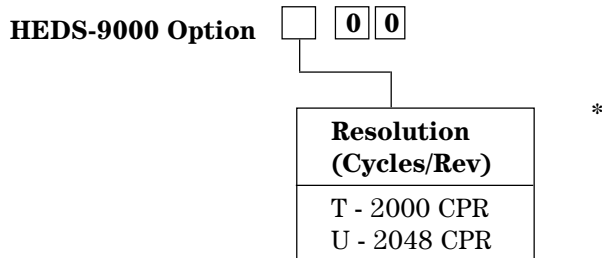 HEDS-9000 Option 0 0
Resolution
(Cycles/Rev)
*
T - 2000 CPR
U - 2048 CPR